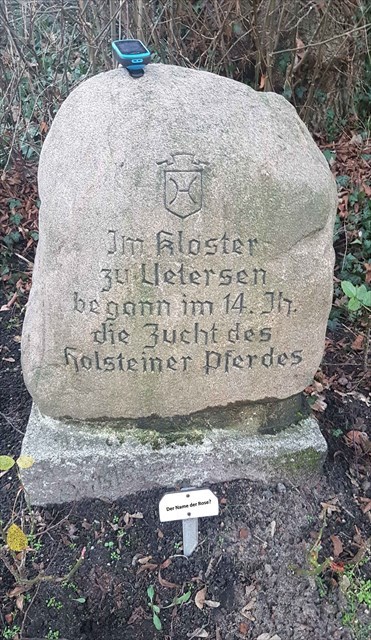 Im Kloster
zu Uetersen
begann im 14. Jh.
die Zucht des
Holsteiner Pferdes
Der Name der Rose?